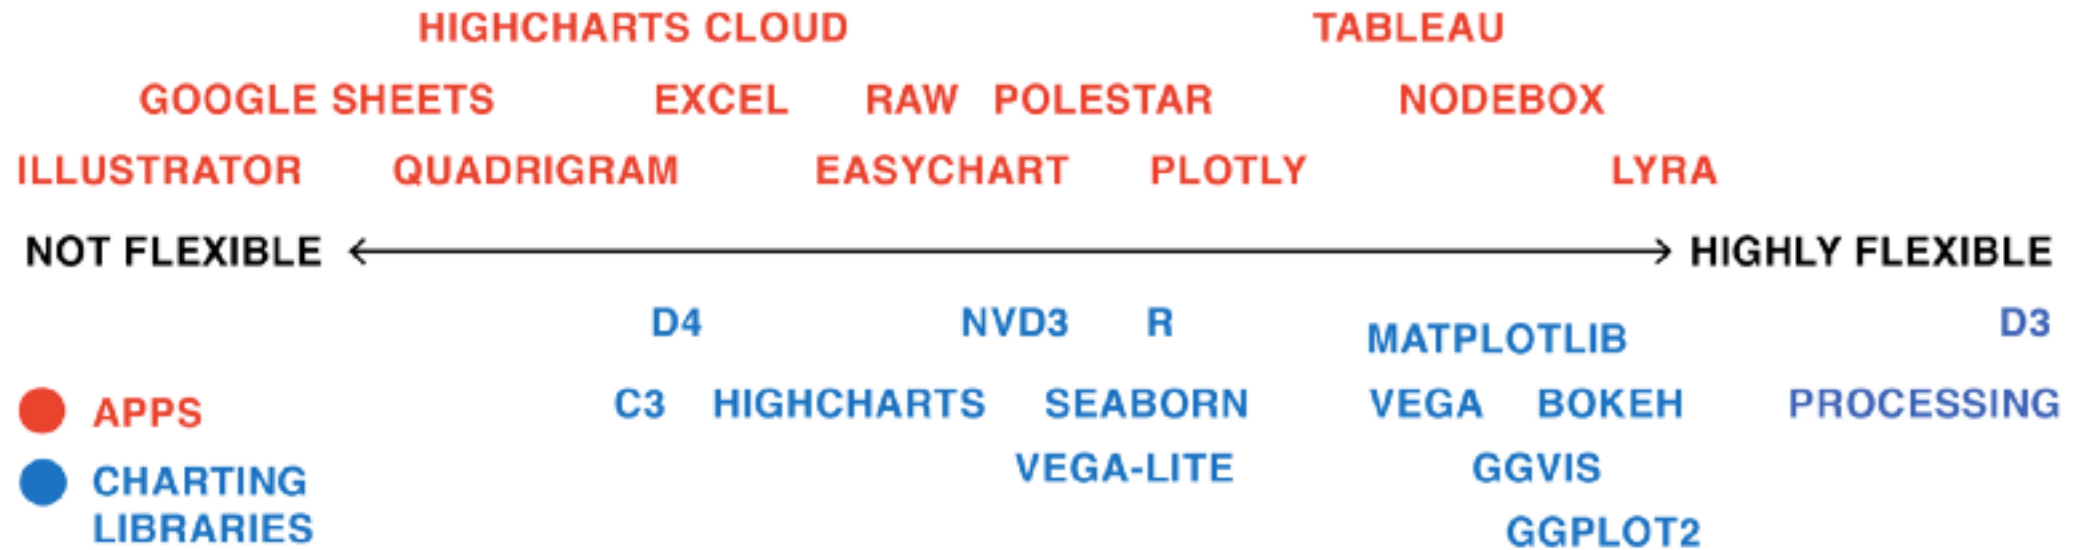 HIGHCHARTS CLOUD TABLEAU
GOOGLE SHEETS EXCEL RAW POLESTAR NODEBOX
ILLUSTRATOR QUADRIGRAM EASYCHART PLOTLY LYRA
NOT FLEXIBLE HIGHLY FLEXIBLE
D4 NVD3 R MATPLOTLIB D3
APPS C3 HIGHCHARTS SEABORN VEGA BOKEH PROCESSING
CHARTING VEGA-LITE GGVIS
LIBRARIES GGPLOT2